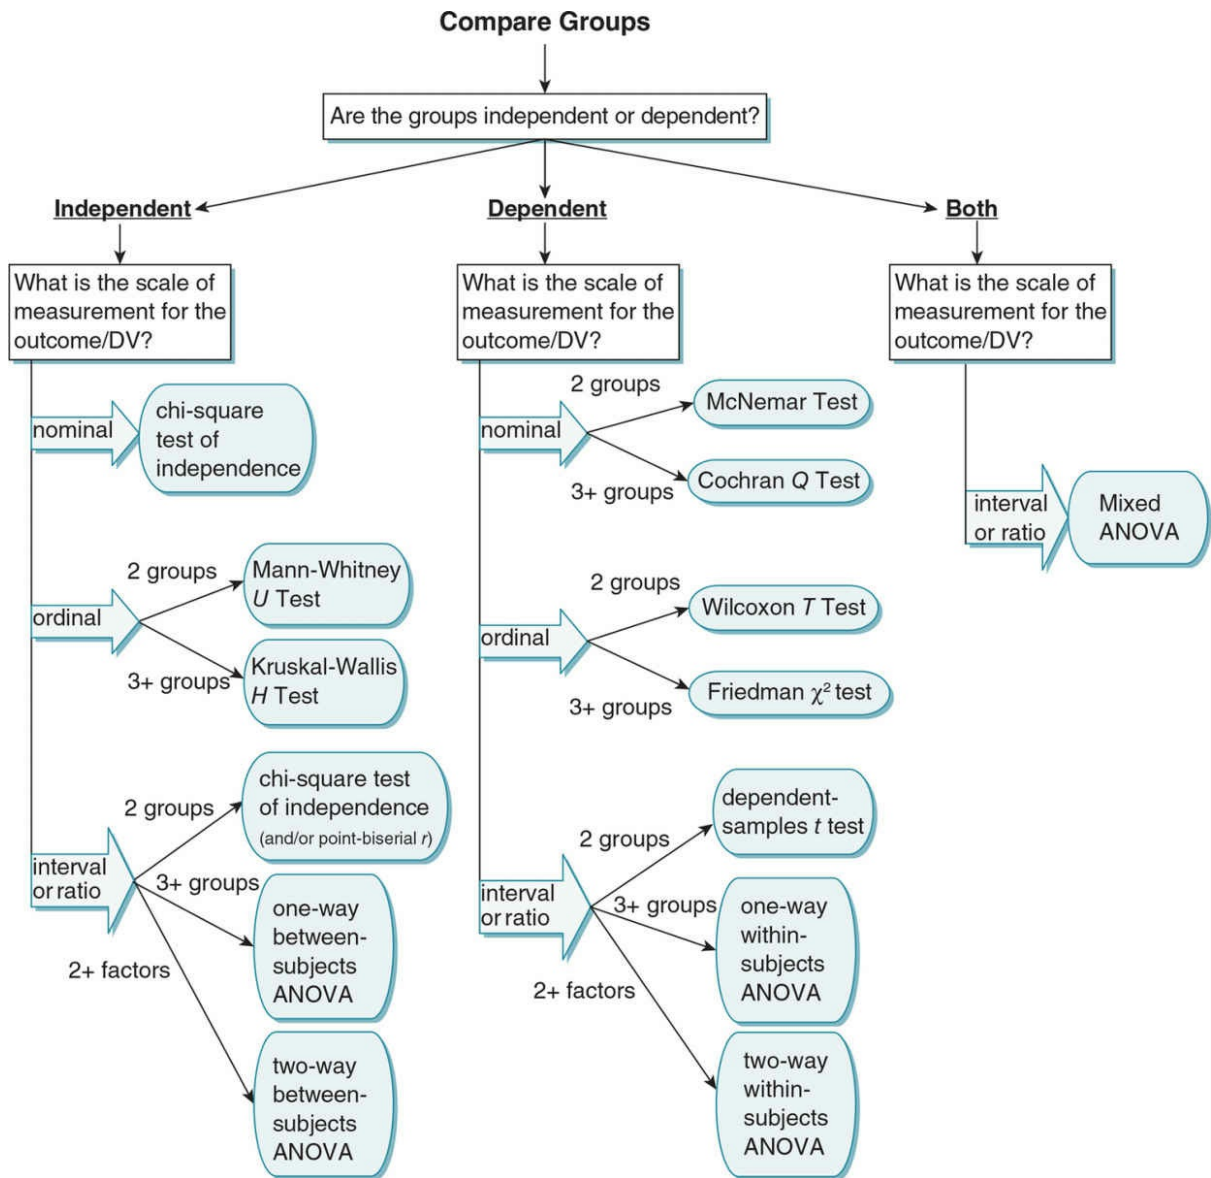 Compare Groups
Are the groups independent or dependent?
Independent
Dependent
Both
What is the scale of
measurement for the
outcome/DV?
What is the scale of
measurement for the
outcome/DV?
What is the scale of
measurement for the
outcome/DV?
nominal
chi-square
test of
independence
ordinal
2 groups
Mann-Whitney
U Test
3+ groups
Kruskal-Wallis
H Test
interval
or ratio
2 groups
chi-square test
of independence
(and/or point-biserial r)
3+ groups
one-way
between-
subjects
ANOVA
2+ factors
two-way
between-
subjects
ANOVA
nominal
2 groups
McNemar Test
3+ groups
Cochran Q Test
ordinal
2 groups
Wilcoxon T Test
3+ groups
Friedman χ² test
interval
or ratio
2 groups
dependent-
samples t test
3+ groups
one-way
within-
subjects
ANOVA
2+ factors
two-way
within-
subjects
ANOVA
interval
or ratio
Mixed
ANOVA